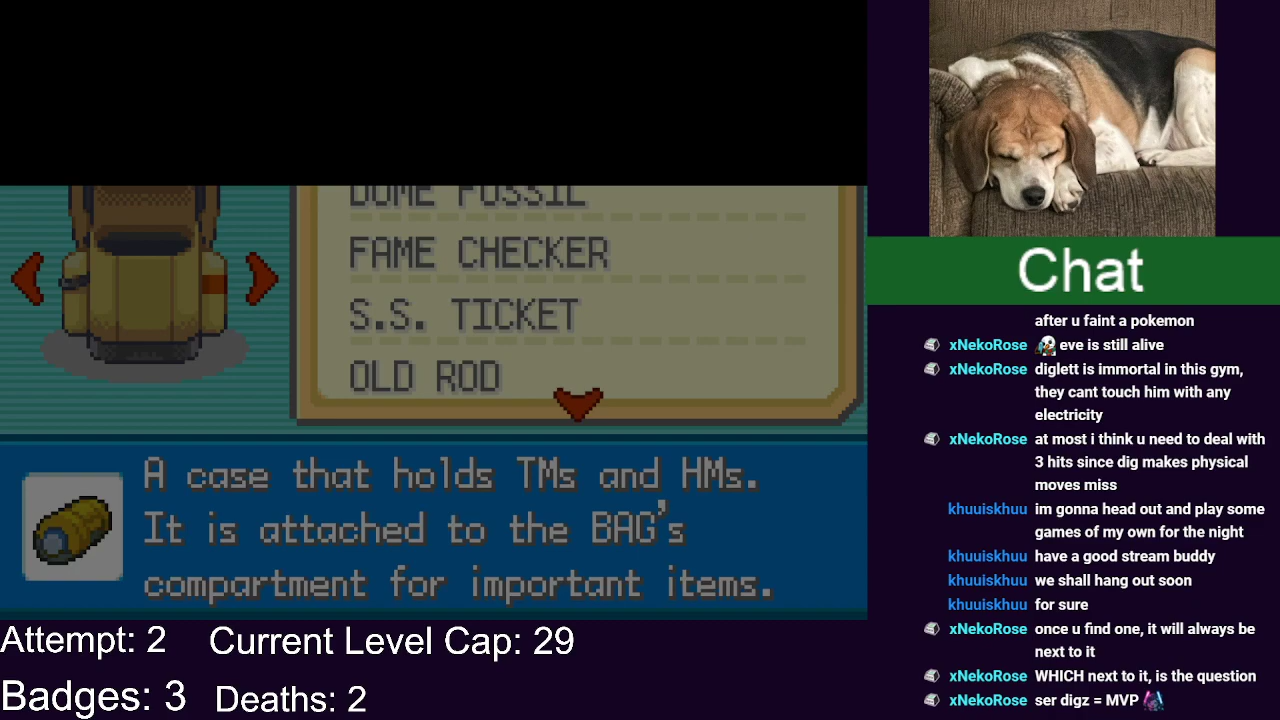 DOME FOSSIL
FAME CHECKER
S.S. TICKET
OLD ROD
A case that holds TMs and HMs.
It is attached to the BAG's
compartment for important items.
Attempt: 2 Current Level Cap: 29
Badges: 3 Deaths: 2
Chat
after u faint a pokemon
xNekoRose eve is still alive
xNekoRose diglett is immortal in this gym,
they cant touch him with any
electricity
xNekoRose at most i think u need to deal with
3 hits since dig makes physical
moves miss
khuuiskhuu im gonna head out and play some
games of my own for the night
khuuiskhuu have a good stream buddy
khuuiskhuu we shall hang out soon
khuuiskhuu for sure
xNekoRose once u find one, it will always be
next to it
xNekoRose WHICH next to it, is the question
xNekoRose ser digz = MVP